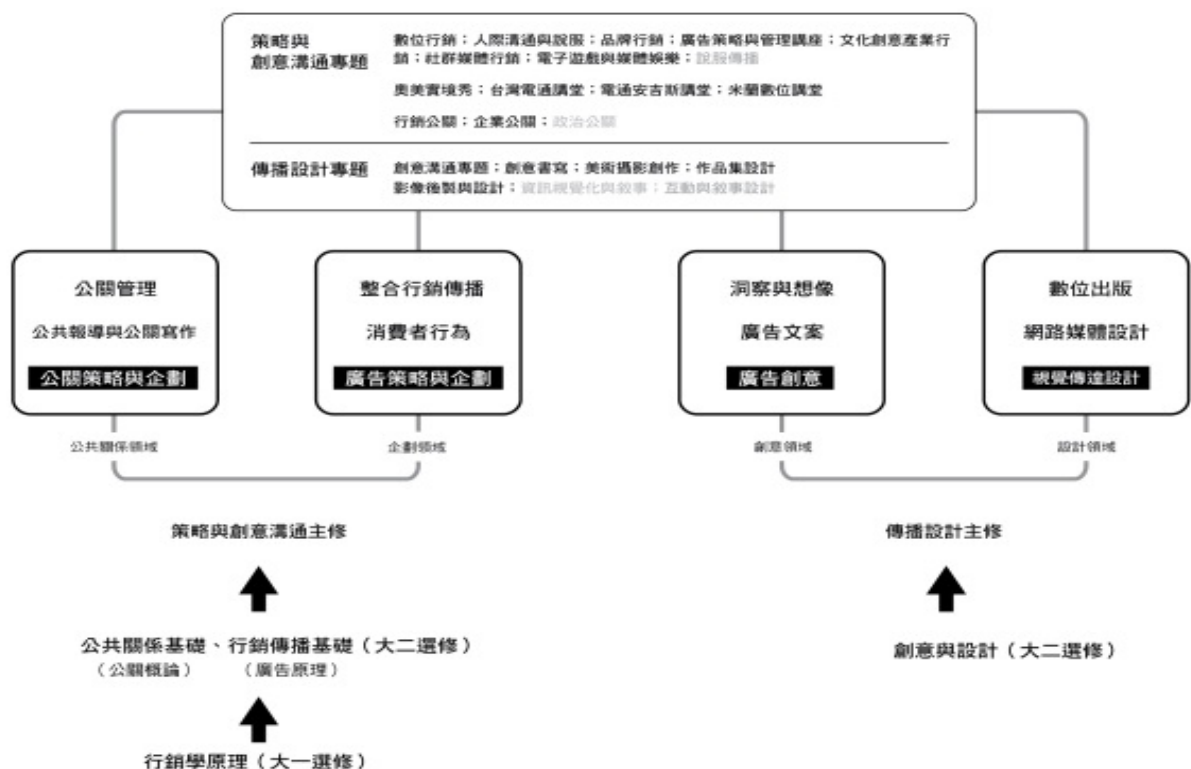 策略與
創意溝通專題
數位行銷；人際溝通與說服；品牌行銷；廣告策略與管理講座；文化創意產業行
銷；社群媒體行銷；電子遊戲與媒體娛樂；說服傳播
奧美實境秀；台灣電通講堂；電通安吉斯講堂；米蘭數位講堂
行銷公關；企業公關；政治公關
傳播設計專題
創意溝通專題；創意書寫；美術攝影創作；作品集設計
影像後製與設計；資訊視覺化與敘事；互動與敘事設計
公關管理
公共報導與公關寫作
公關策略與企劃
整合行銷傳播
消費者行為
廣告策略與企劃
洞察與想像
廣告文案
廣告創意
數位出版
網路媒體設計
視覺傳達設計
公共關係領域
企劃領域
創意領域
設計領域
策略與創意溝通主修
傳播設計主修
公共關係基礎、行銷傳播基礎（大二選修）
（公關概論）
（廣告原理）
創意與設計（大二選修）
行銷學原理（大一選修）